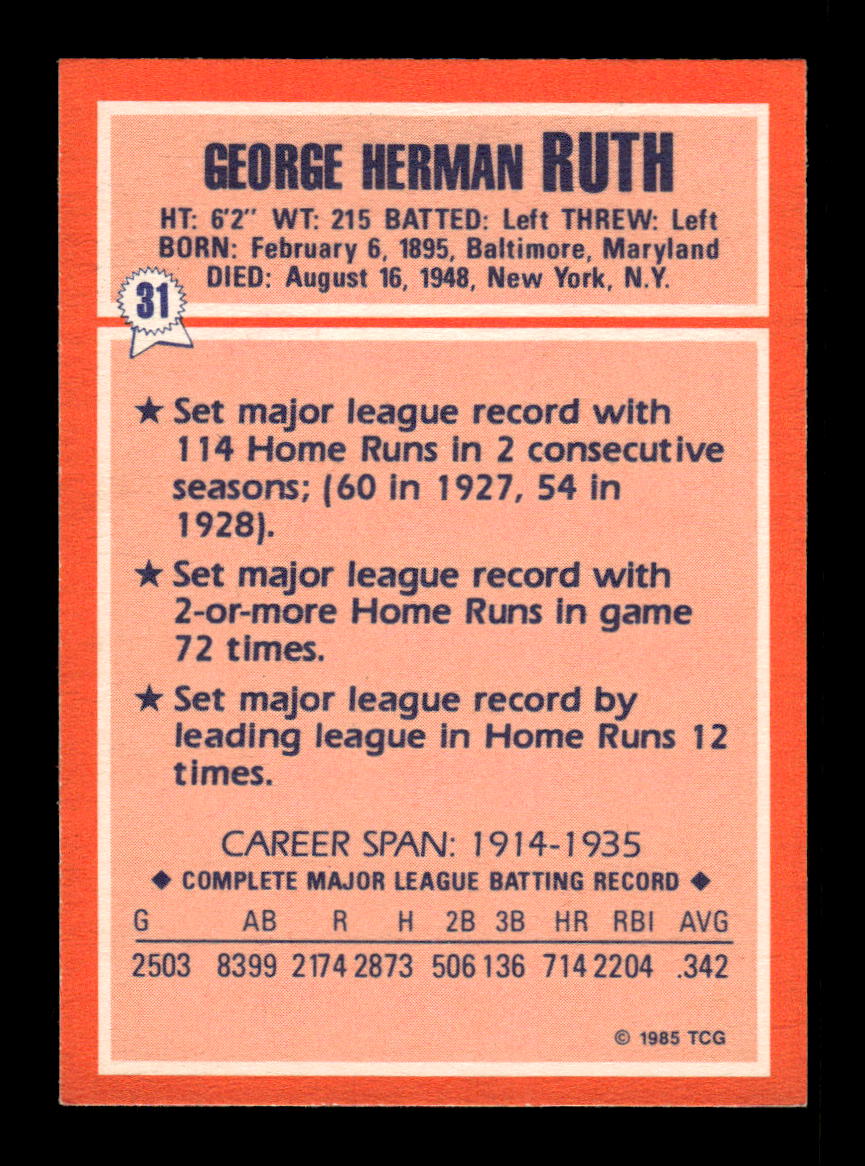 GEORGE HERMAN RUTH
HT: 6'2" WT: 215 BATTED: Left THREW: Left
BORN: February 6, 1895, Baltimore, Maryland
DIED: August 16, 1948, New York, N.Y.
31
★ Set major league record with
114 Home Runs in 2 consecutive
seasons; (60 in 1927, 54 in
1928).
★ Set major league record with
2-or-more Home Runs in game
72 times.
★ Set major league record by
leading league in Home Runs 12
times.
CAREER SPAN: 1914-1935
◆ COMPLETE MAJOR LEAGUE BATTING RECORD ◆
G AB R H 2B 3B HR RBI AVG
2503 8399 2174 2873 506 136 714 2204 .342
© 1985 TCG